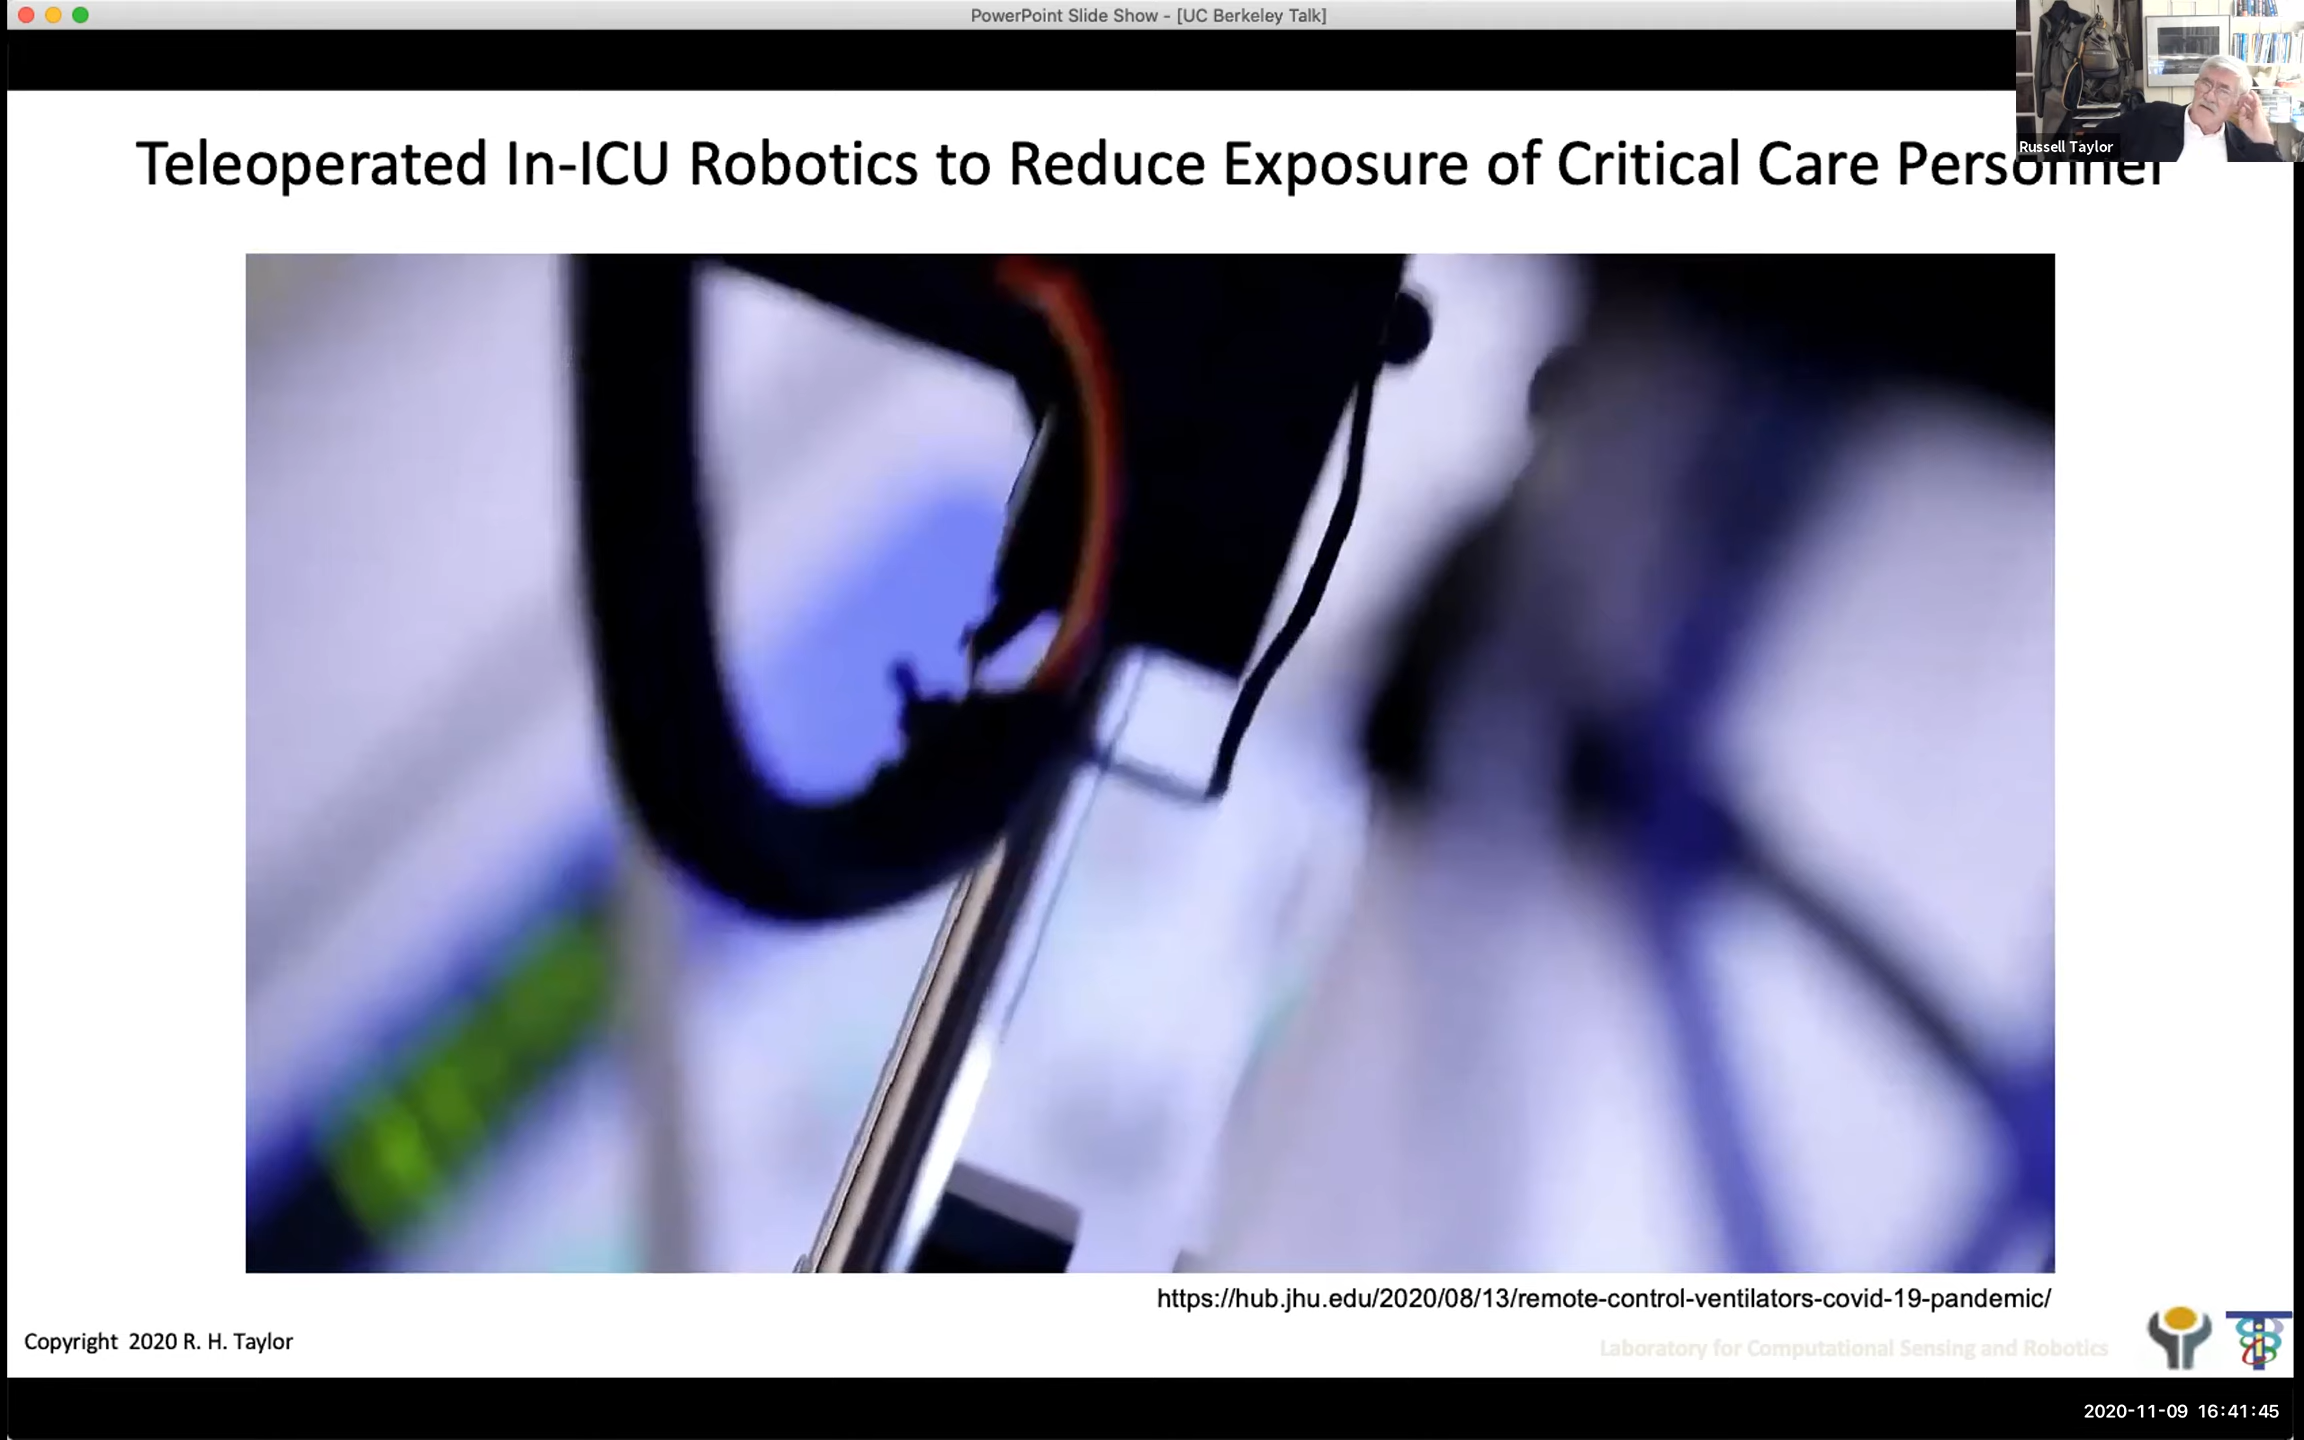 PowerPoint Slide Show - [UC Berkeley Talk]
Russell Taylor
Teleoperated In-ICU Robotics to Reduce Exposure of Critical Care Personnel
https://hub.jhu.edu/2020/08/13/remote-control-ventilators-covid-19-pandemic/
Copyright 2020 R. H. Taylor
Laboratory for Computational Sensing and Robotics
2020-11-09 16:41:45